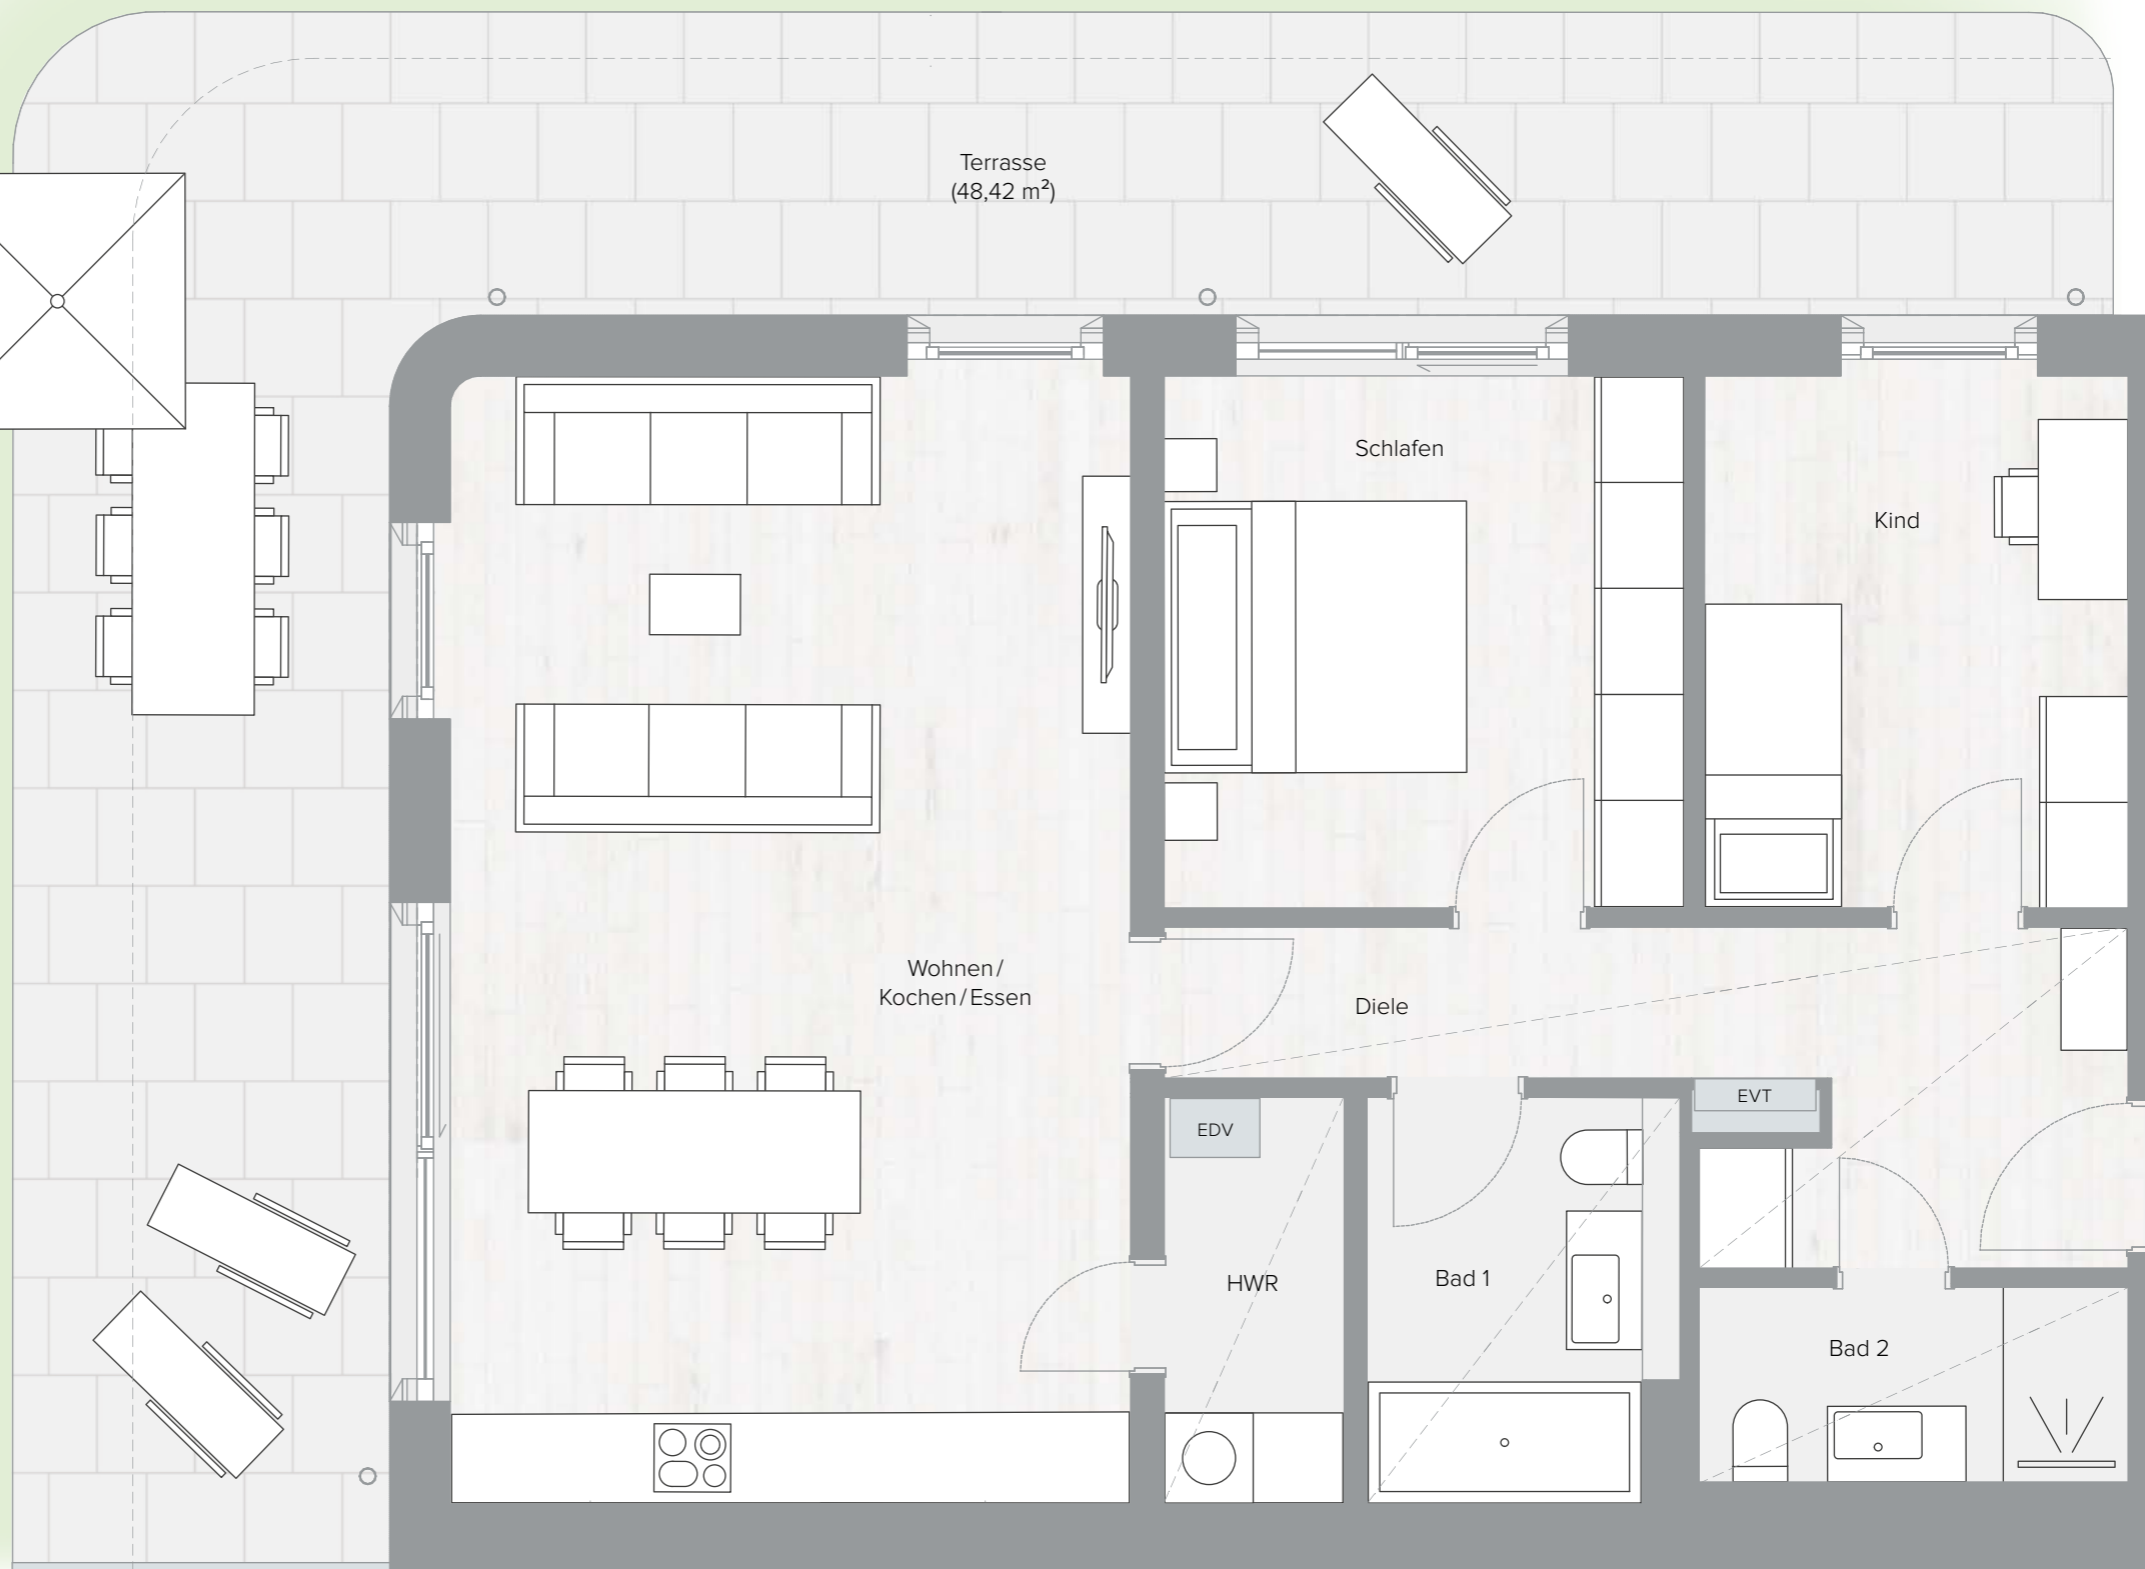 Terrasse
(48,42 m²)
Schlafen
Kind
Wohnen/
Kochen/Essen
Diele
EVT
EDV
HWR
Bad 1
Bad 2